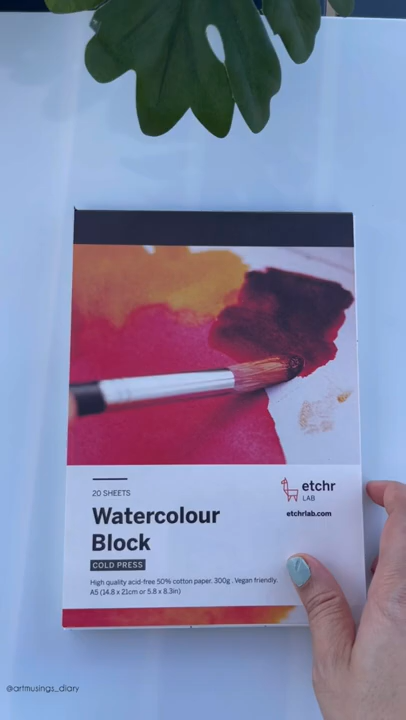 20 SHEETS
etchr
LAB
etchrlab.com
Watercolour
Block
COLD PRESS
High quality acid-free 50% cotton paper. 300g. Vegan friendly.
A5 (14.8 x 21cm or 5.8 x 8.3in)
@artmusings_diary